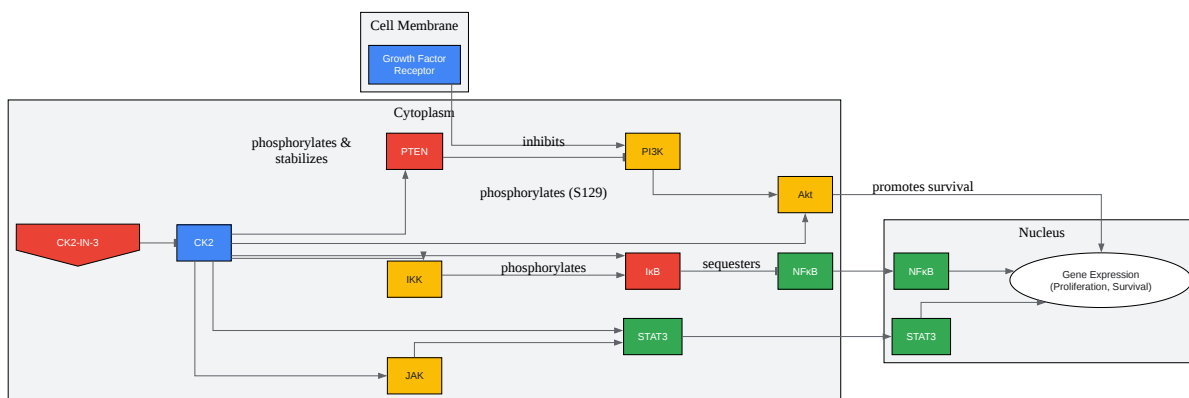 Cell Membrane
Growth Factor
Receptor
Cytoplasm
phosphorylates &
stabilizes
PTEN
inhibits
PI3K
phosphorylates (S129)
Akt
promotes survival
CK2-IN-3
CK2
Nucleus
IKK
phosphorylates
IκB
sequesters
NFκB
NFκB
Gene Expression
(Proliferation, Survival)
STAT3
STAT3
JAK